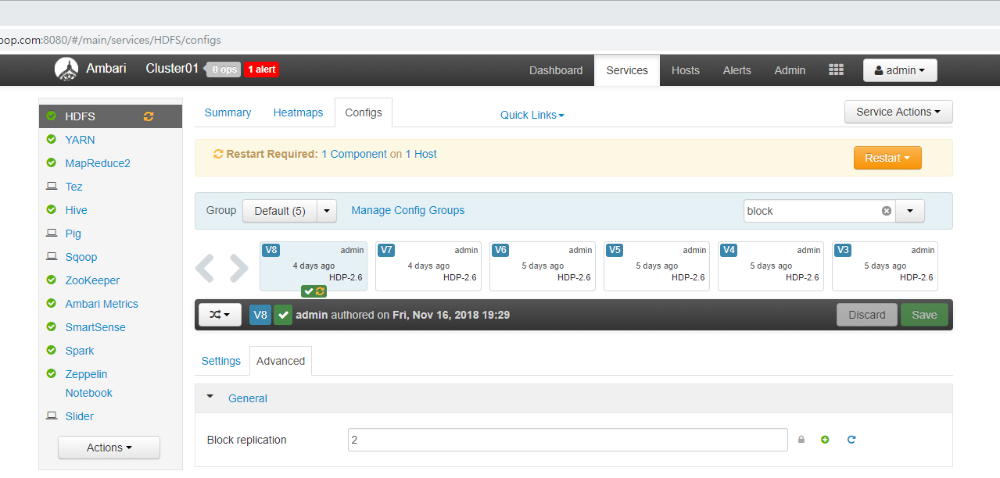 oop.com:8080/#/main/services/HDFS/configs
Ambari Cluster01 0 ops 1 alert Dashboard Services Hosts Alerts Admin admin
HDFS
YARN
MapReduce2
Tez
Hive
Pig
Sqoop
ZooKeeper
Ambari Metrics
SmartSense
Spark
Zeppelin
Notebook
Slider
Actions
Summary Heatmaps Configs Quick Links Service Actions
Restart Required: 1 Component on 1 Host Restart
Group Default (5) Manage Config Groups block
V8 admin
4 days ago
HDP-2.6
V7 admin
4 days ago
HDP-2.6
V6 admin
5 days ago
HDP-2.6
V5 admin
5 days ago
HDP-2.6
V4 admin
5 days ago
HDP-2.6
V3 admin
5 days ago
HDP-2.6
V8 admin authored on Fri, Nov 16, 2018 19:29 Discard Save
Settings Advanced
General
Block replication 2